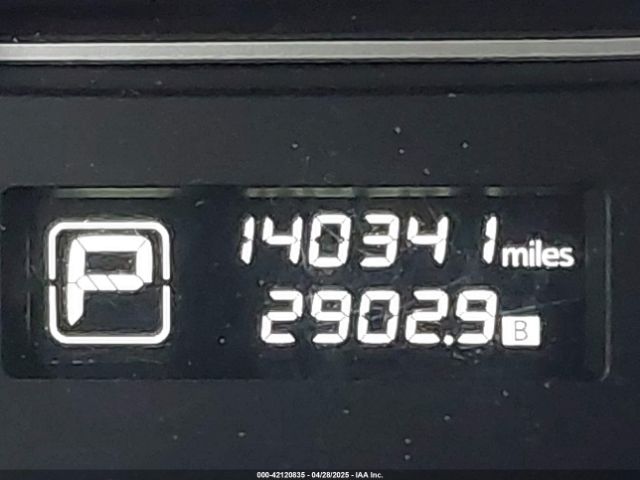 P
140341 miles
2902.9 B
000-42120835 - 04/28/2025 - IAA Inc.